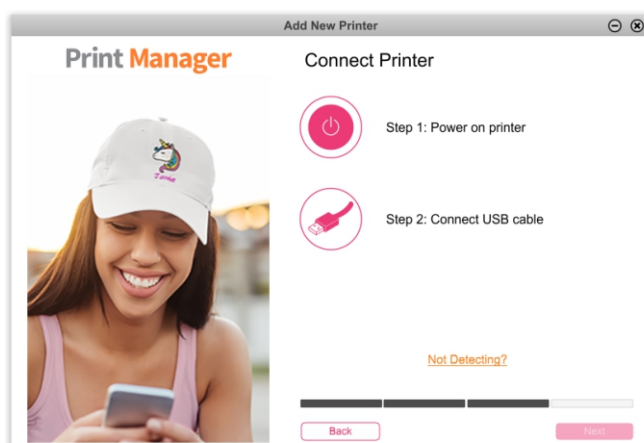 Add New Printer
Print Manager
Connect Printer
Step 1: Power on printer
Step 2: Connect USB cable
Not Detecting?
Back
Next